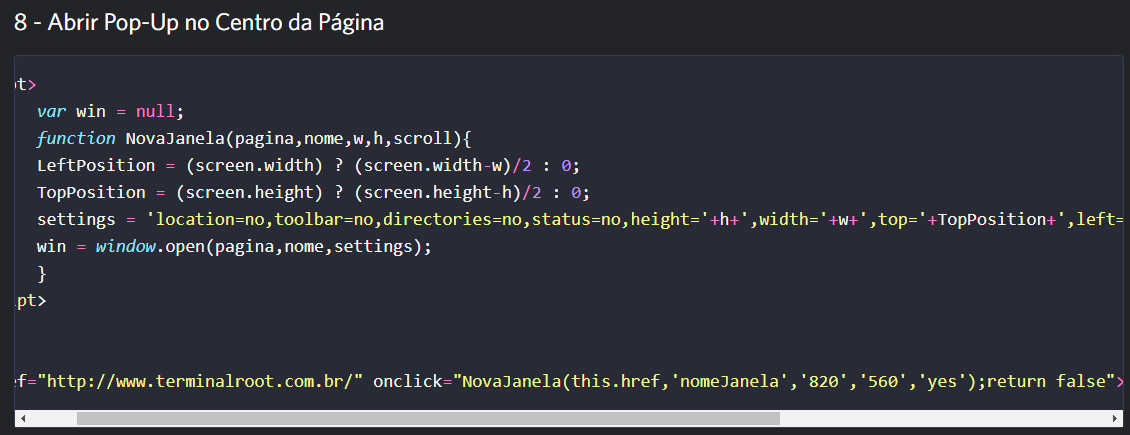 8 - Abrir Pop-Up no Centro da Página
pt>
var win = null;
function NovaJanela(pagina,nome,w,h,scroll){
LeftPosition = (screen.width) ? (screen.width-w)/2 : 0;
TopPosition = (screen.height) ? (screen.height-h)/2 : 0;
settings = 'location=no,toolbar=no,directories=no,status=no,height='+h+',width='+w+',top='+TopPosition+',left=
win = window.open(pagina,nome,settings);
}
ipt>
ef="http://www.terminalroot.com.br/" onclick="NovaJanela(this.href,'nomeJanela','820','560','yes');return false">